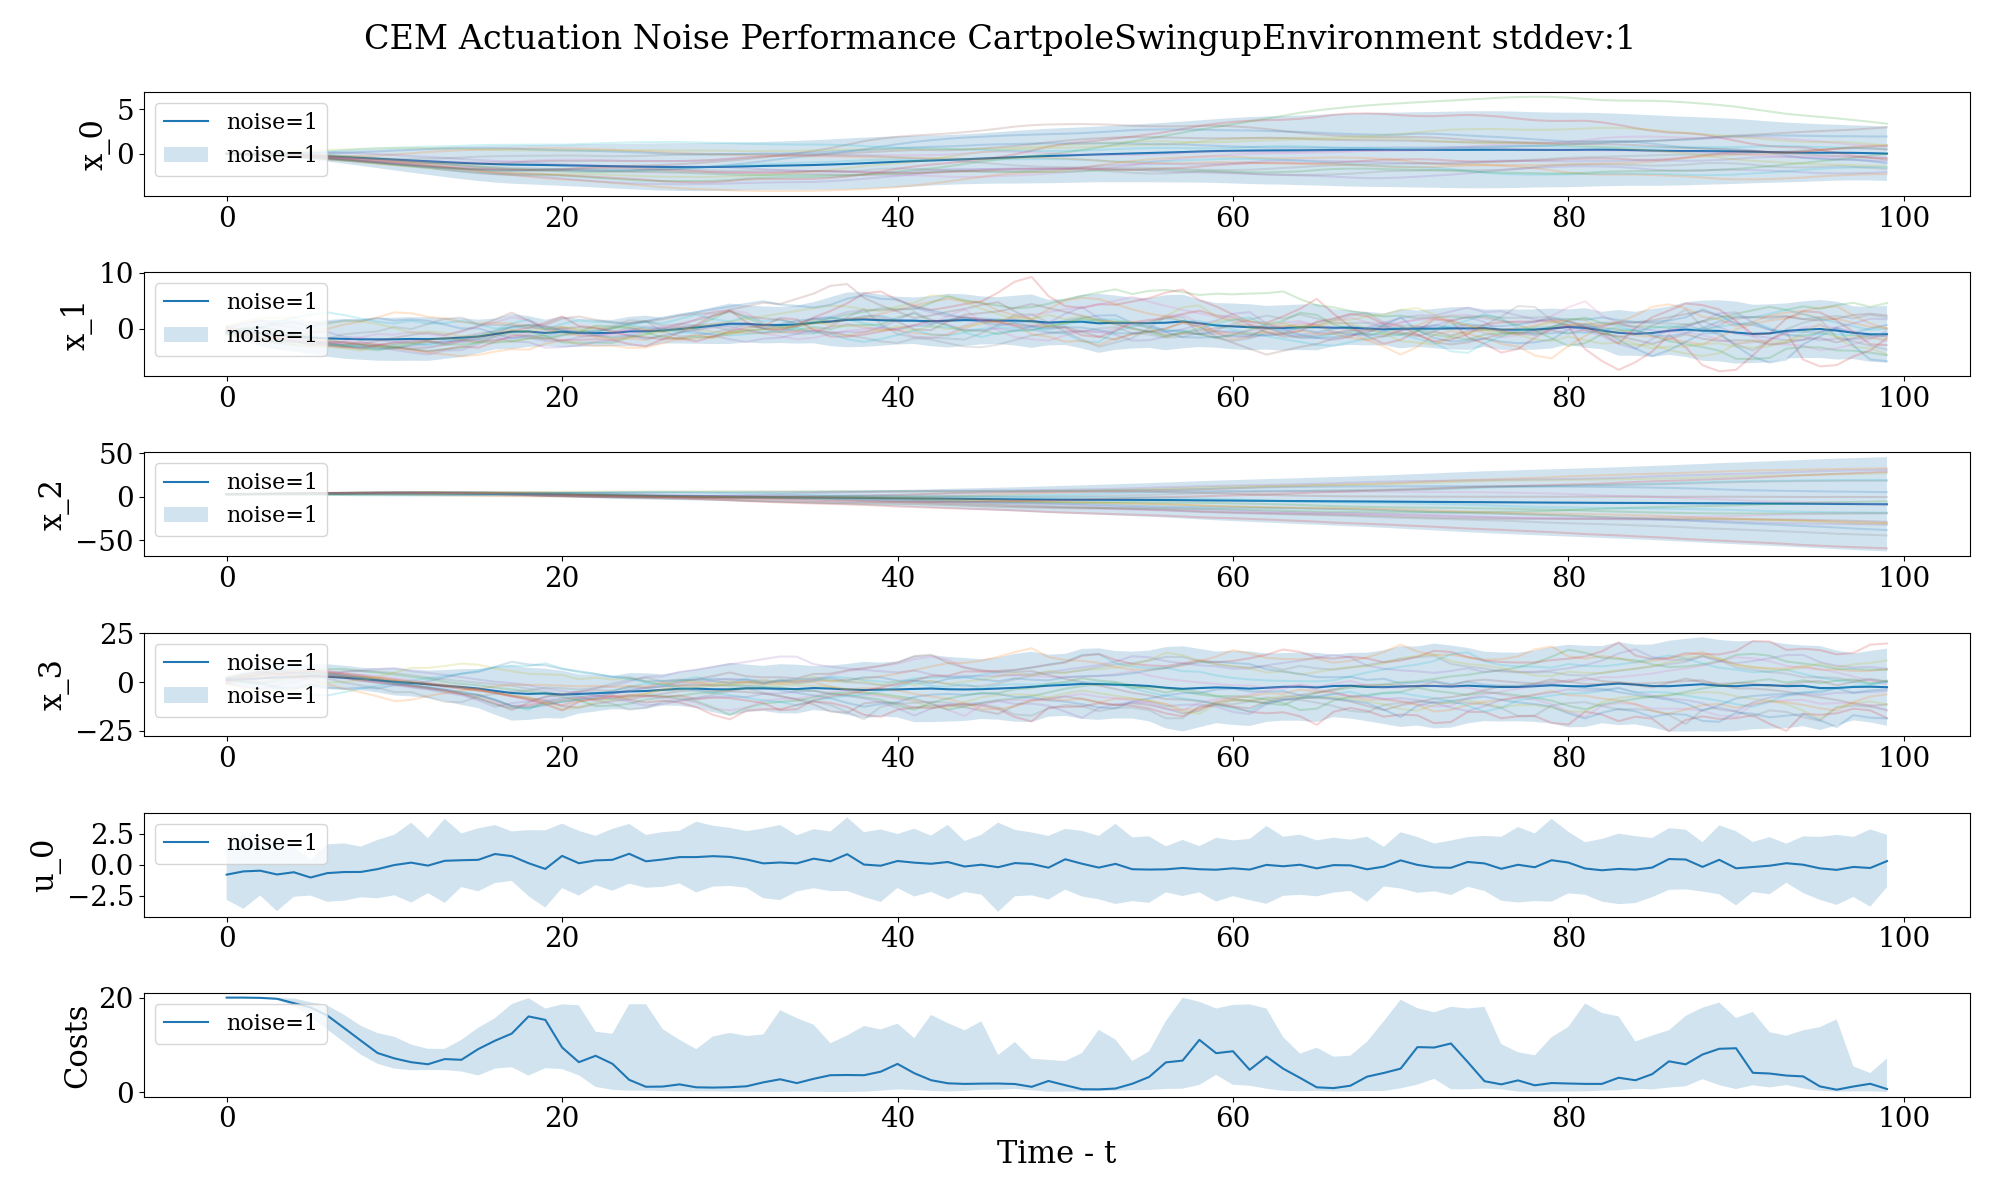 CEM Actuation Noise Performance CartpoleSwingupEnvironment stddev:1
x_0
5
0
noise=1
noise=1
0 20 40 60 80 100
x_1
10
0
noise=1
noise=1
0 20 40 60 80 100
x_2
50
0
−50
noise=1
noise=1
0 20 40 60 80 100
x_3
25
0
−25
noise=1
noise=1
0 20 40 60 80 100
u_0
2.5
0.0
−2.5
noise=1
0 20 40 60 80 100
Costs
20
0
noise=1
0 20 40 60 80 100
Time - t